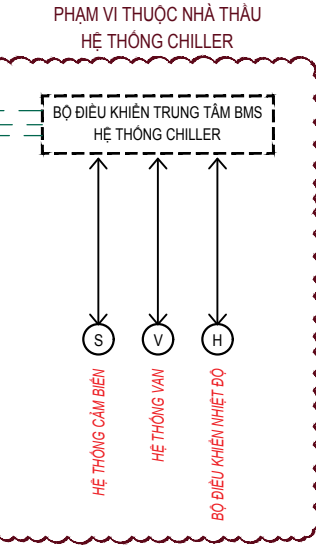 PHẠM VI THUỘC NHÀ THẦU
HỆ THỐNG CHILLER
BỘ ĐIỀU KHIỂN TRUNG TÂM BMS
HỆ THỐNG CHILLER
S
V
H
HỆ THỐNG CẢM BIẾN
HỆ THỐNG VAN
BỘ ĐIỀU KHIỂN NHIỆT ĐỘ